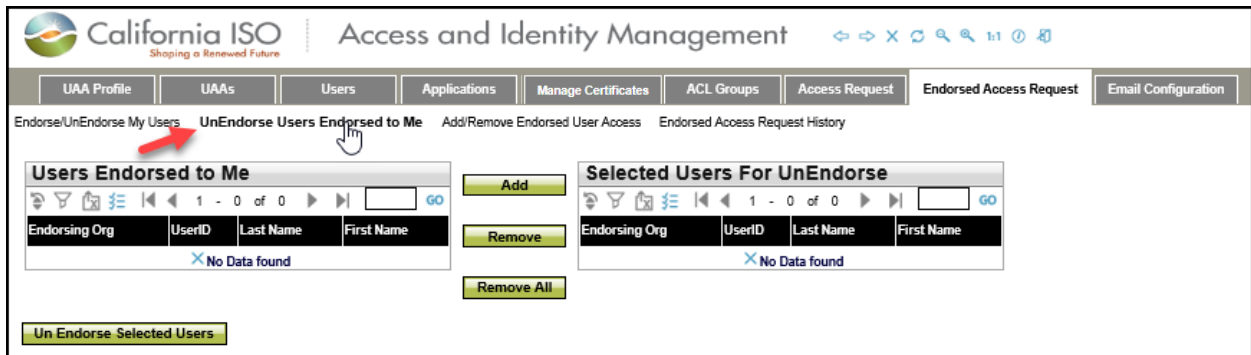 California ISO
Shaping a Renewed Future
Access and Identity Management
1:1
UAA Profile UAAs Users Applications Manage Certificates ACL Groups Access Request Endorsed Access Request Email Configuration
Endorse/UnEndorse My Users UnEndorse Users Endorsed to Me Add/Remove Endorsed User Access Endorsed Access Request History
Users Endorsed to Me
1 - 0 of 0 GO
Endorsing Org UserID Last Name First Name
No Data found
Add
Remove
Remove All
Selected Users For UnEndorse
1 - 0 of 0 GO
Endorsing Org UserID Last Name First Name
No Data found
Un Endorse Selected Users